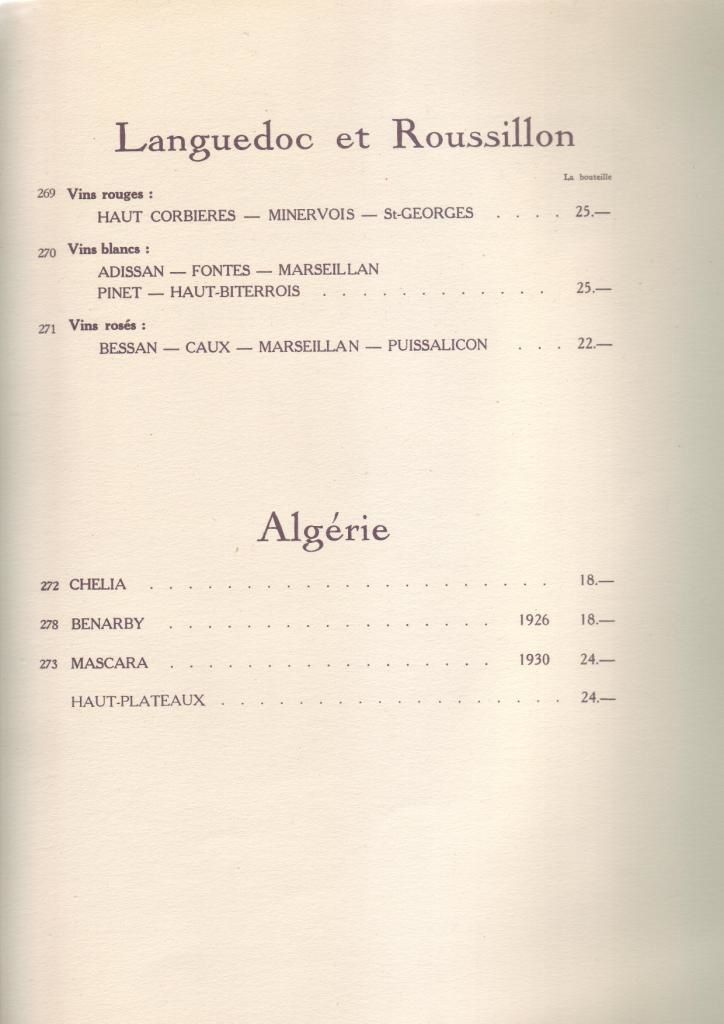 Languedoc et Roussillon
La bouteille
269 Vins rouges :
HAUT CORBIERES — MINERVOIS — St-GEORGES . . . . 25.—
270 Vins blancs :
ADISSAN — FONTES — MARSEILLAN
PINET — HAUT-BITERROIS . . . . . . . . . . . . 25.—
271 Vins rosés :
BESSAN — CAUX — MARSEILLAN — PUISSALICON . . . 22.—
Algérie
272 CHELIA . . . . . . . . . . . . . . . . . . . . . 18.—
278 BENARBY . . . . . . . . . . . . . . . . . 1926 18.—
273 MASCARA . . . . . . . . . . . . . . . . . 1930 24.—
HAUT-PLATEAUX . . . . . . . . . . . . . . . . . . 24.—